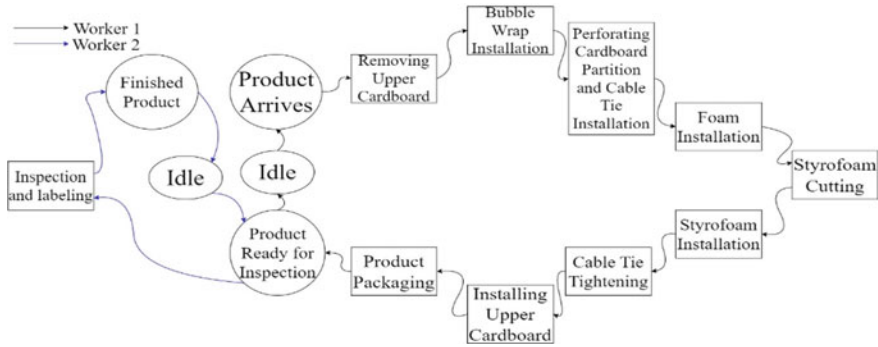 Worker 1
Worker 2
Finished
Product
Product
Arrives
Removing
Upper
Cardboard
Bubble
Wrap
Installation
Perforating
Cardboard
Partition
and Cable
Tie
Installation
Foam
Installation
Styrofoam
Cutting
Inspection
and labeling
Idle
Idle
Product
Ready for
Inspection
Product
Packaging
Installing
Upper
Cardboard
Cable Tie
Tightening
Styrofoam
Installation